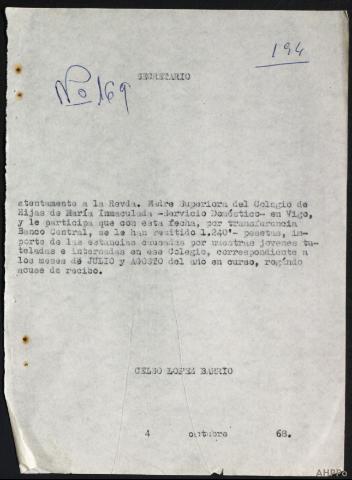 194
Nº 169
SECRETARIO
atentamente a la Revda. Madre Superiora del Colegio de
Hijas de María Inmaculada -Servicio Doméstico- en Vigo,
y le participa que con esta fecha, por transferencia
Banco Central, se le han remitido 1.240'- pesetas, im-
porte de las estancias causadas por nuestras jovenes tu-
teladas e internadas en ese Colegio, correspondiente a
los meses de JULIO y AGOSTO del año en curso, rogándo
acuse de recibo.
CELSO LOPEZ BARRIO
4 octubre 68.